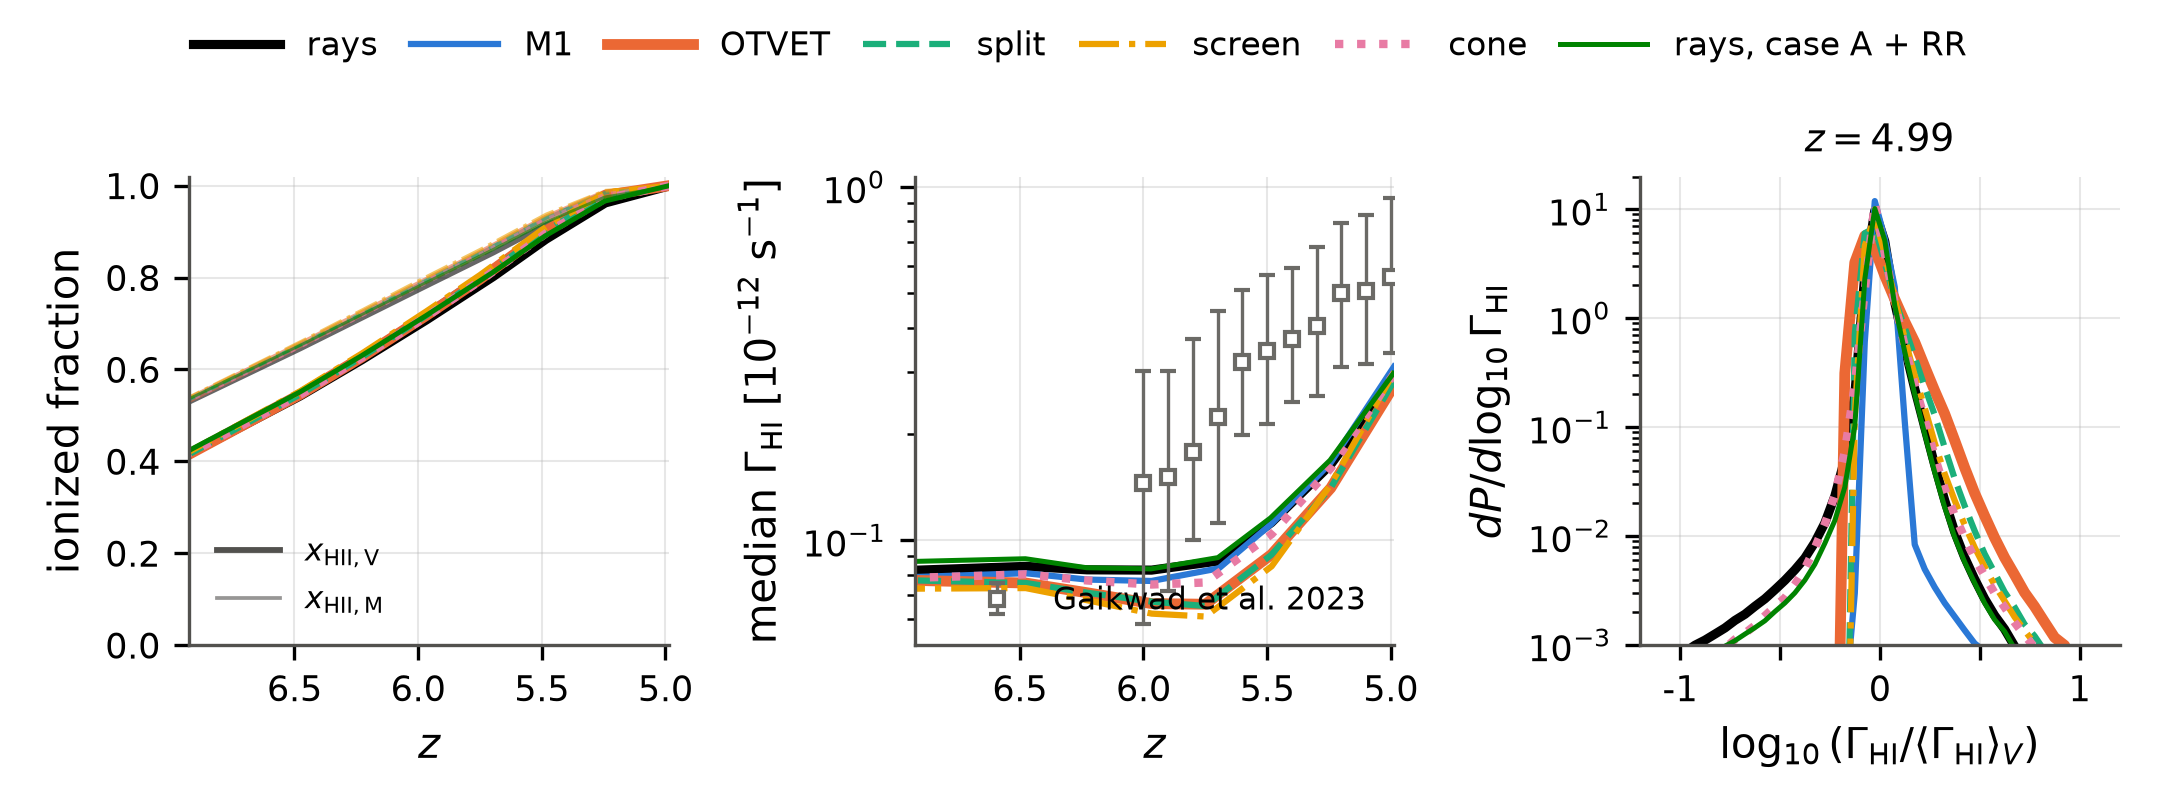 rays M1 OTVET split screen cone rays, case A + RR
z = 4.99
ionized fraction
1.0
0.8
0.6
0.4
0.2
0.0
x_HII, V
x_HII, M
6.5 6.0 5.5 5.0
z
median Γ_HI [10^−12 s^−1]
10^0
10^−1
Gaikwad et al. 2023
6.5 6.0 5.5 5.0
z
dP/dlog_10 Γ_HI
10^1
10^0
10^−1
10^−2
10^−3
-1 0 1
log_10 (Γ_HI/⟨Γ_HI⟩_V)